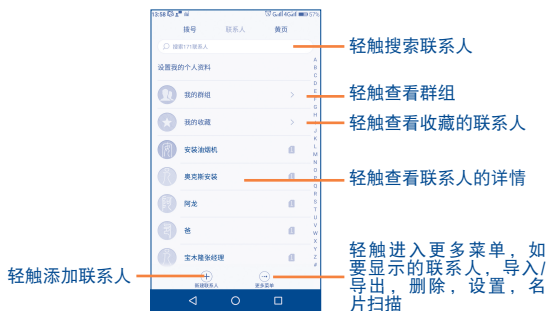 13:58
57%
拨号 联系人 黄页
搜索171联系人
轻触搜索联系人
设置我的个人资料
我的群组
轻触查看群组
我的收藏
轻触查看收藏的联系人
安装油烟机
奥克斯安装
轻触查看联系人的详情
阿龙
爸
宝木隆张经理
A
B
C
D
E
F
G
H
J
K
L
M
N
O
P
Q
R
S
T
U
V
W
X
Y
Z
#
轻触添加联系人
新建联系人 更多菜单
轻触进入更多菜单，如
要显示的联系人，导入/
导出，删除，设置，名
片扫描